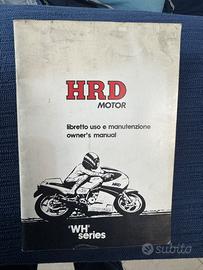 HRD
MOTOR
libretto uso e manutenzione
owner's manual
HRD
'WH'
series
subito